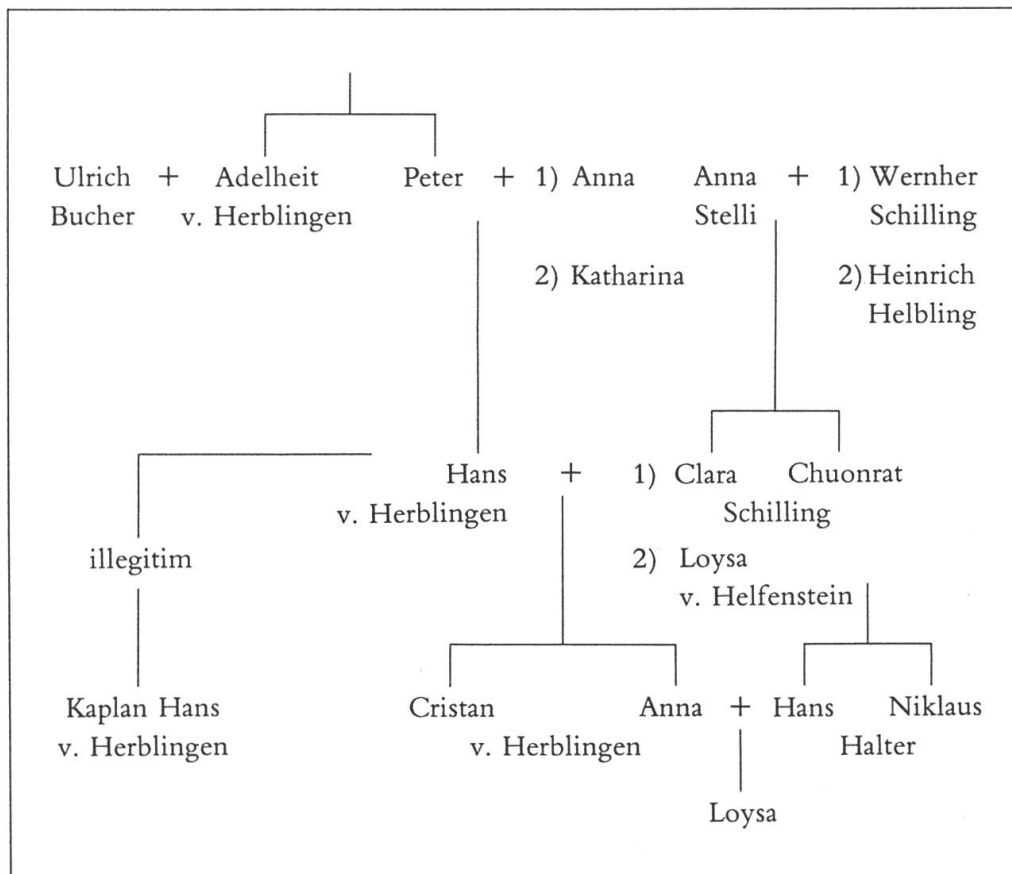 Ulrich + Adelheit Peter + 1) Anna Anna + 1) Wernher
Bucher v. Herblingen Stelli Schilling
2) Katharina 2) Heinrich
Helbling
Hans + 1) Clara Chuonrat
v. Herblingen Schilling
illegitim 2) Loysa
v. Helfenstein
Kaplan Hans Cristan Anna + Hans Niklaus
v. Herblingen v. Herblingen Halter
Loysa